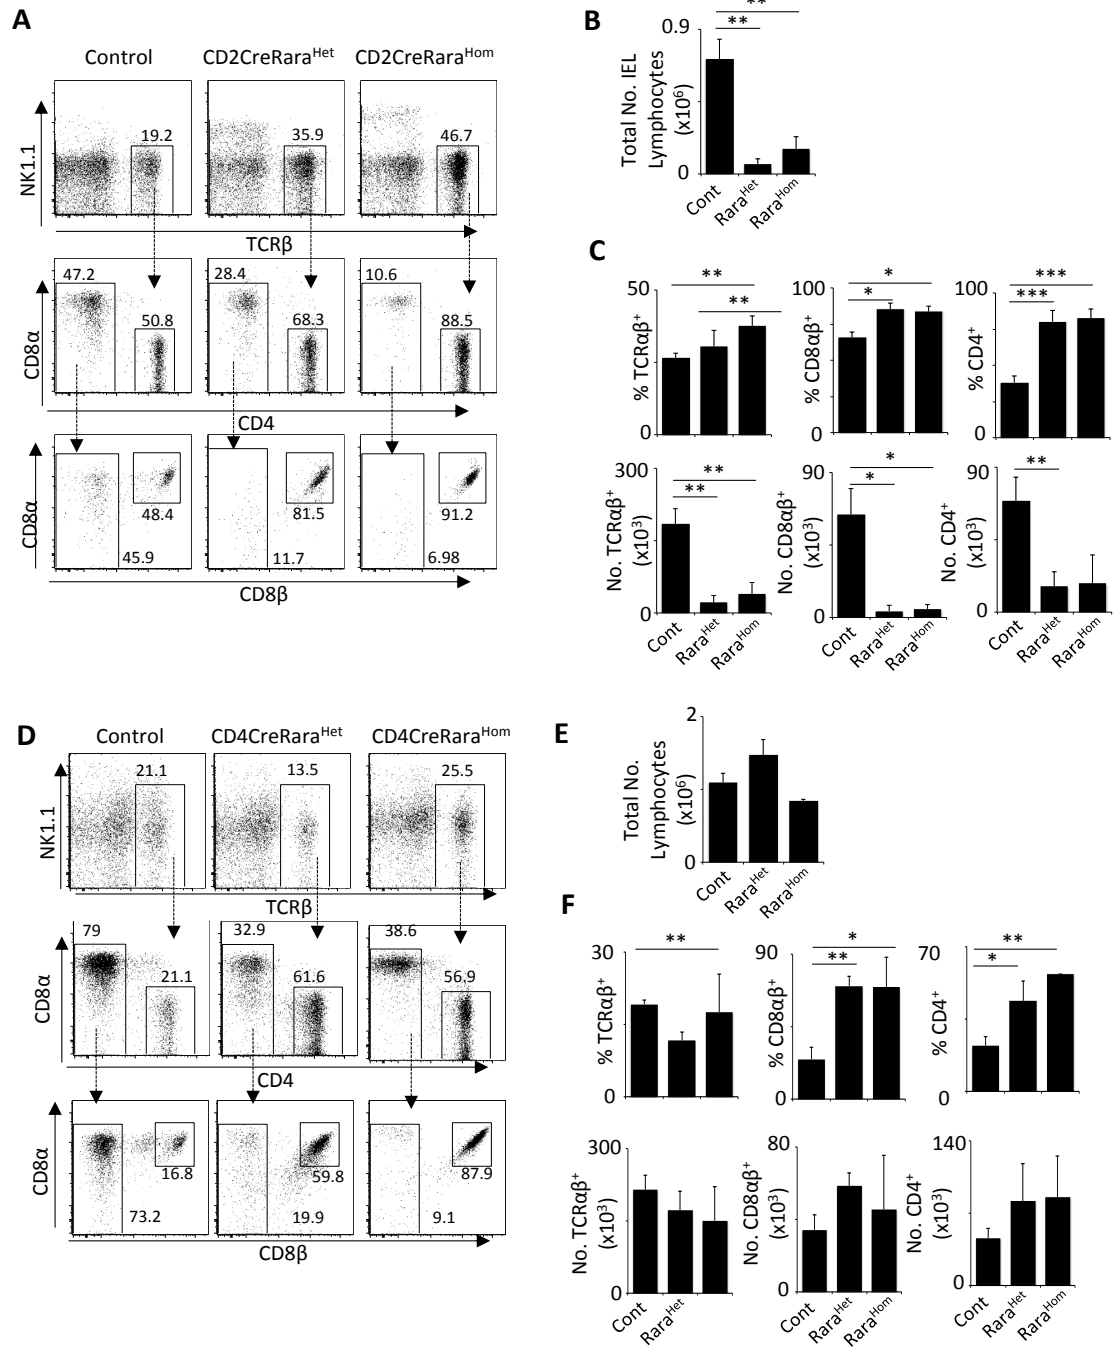 A
Control
CD2CreRara^Het
CD2CreRara^Hom
19.2
35.9
46.7
NK1.1
TCRβ
47.2
28.4
10.6
50.8
68.3
88.5
CD8α
CD4
48.4
81.5
91.2
45.9
11.7
6.98
CD8α
CD8β
B
**
**
0.9
0
Total No. IEL
Lymphocytes
(x10^6)
Cont
Rara^Het
Rara^Hom
C
**
**
50
0
% TCRαβ+
*
*
100
0
% CD8αβ+
***
***
100
0
% CD4+
**
**
300
0
No. TCRαβ+
(x10^3)
Cont
Rara^Het
Rara^Hom
*
*
90
0
No. CD8αβ+
(x10^3)
Cont
Rara^Het
Rara^Hom
**
90
0
No. CD4+
(x10^3)
Cont
Rara^Het
Rara^Hom
D
Control
CD4CreRara^Het
CD4CreRara^Hom
21.1
13.5
25.5
NK1.1
TCRβ
79
32.9
38.6
21.1
61.6
56.9
CD8α
CD4
16.8
59.8
87.9
73.2
19.9
9.1
CD8α
CD8β
E
2
0
Total No.
Lymphocytes
(x10^6)
Cont
Rara^Het
Rara^Hom
F
**
30
0
% TCRαβ+
*
**
90
0
% CD8αβ+
**
*
70
0
% CD4+
300
0
No. TCRαβ+
(x10^3)
Cont
Rara^Het
80
0
No. CD8αβ+
(x10^3)
Cont
Rara^Het
Rara^Hom
140
0
No. CD4+
(x10^3)
Cont
Rara^Het
Rara^Hom